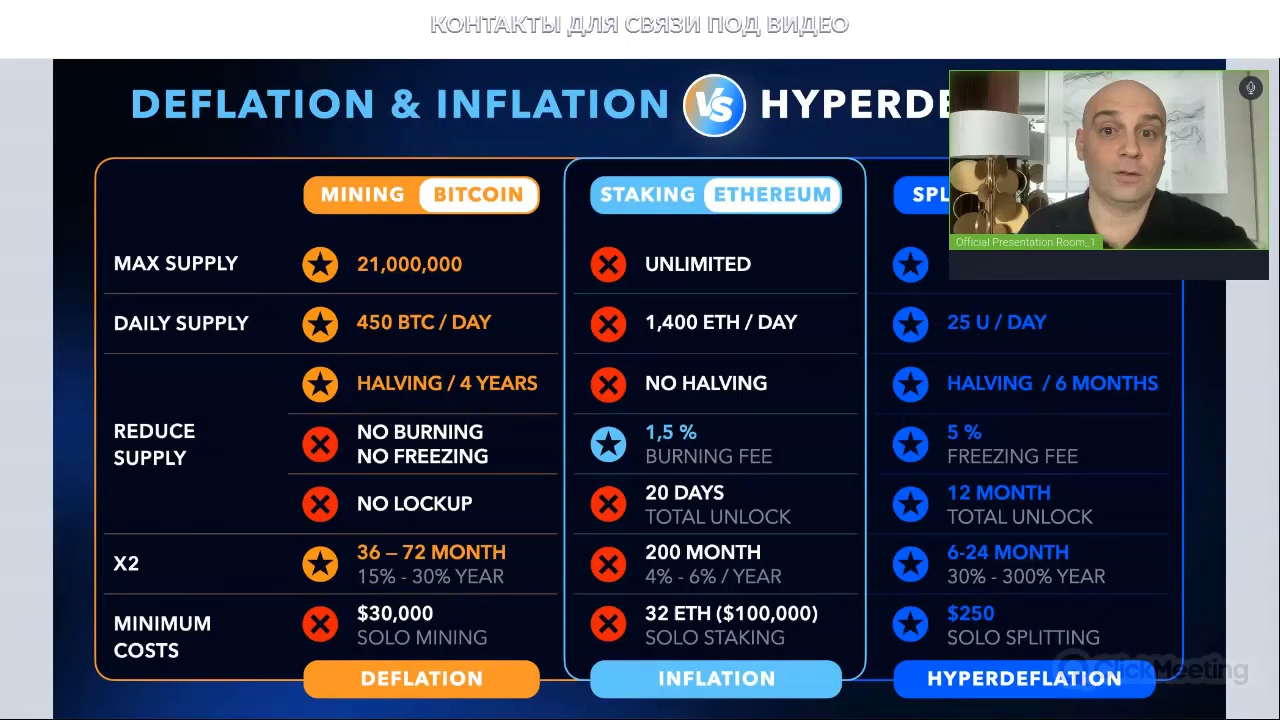 КОНТАКТЫ ДЛЯ СВЯЗИ ПОД ВИДЕО
DEFLATION & INFLATION VS HYPERDE
MINING BITCOIN
STAKING ETHEREUM
SPL
Official Presentation Room_1
MAX SUPPLY
21,000,000
UNLIMITED
DAILY SUPPLY
450 BTC / DAY
1,400 ETH / DAY
25 U / DAY
REDUCE
SUPPLY
HALVING / 4 YEARS
NO HALVING
HALVING / 6 MONTHS
NO BURNING
NO FREEZING
1,5 %
BURNING FEE
5 %
FREEZING FEE
NO LOCKUP
20 DAYS
TOTAL UNLOCK
12 MONTH
TOTAL UNLOCK
X2
36 – 72 MONTH
15% - 30% YEAR
200 MONTH
4% - 6% / YEAR
6-24 MONTH
30% - 300% YEAR
MINIMUM
COSTS
$30,000
SOLO MINING
32 ETH ($100,000)
SOLO STAKING
$250
SOLO SPLITTING
DEFLATION
INFLATION
HYPERDEFLATION
ClickMeeting